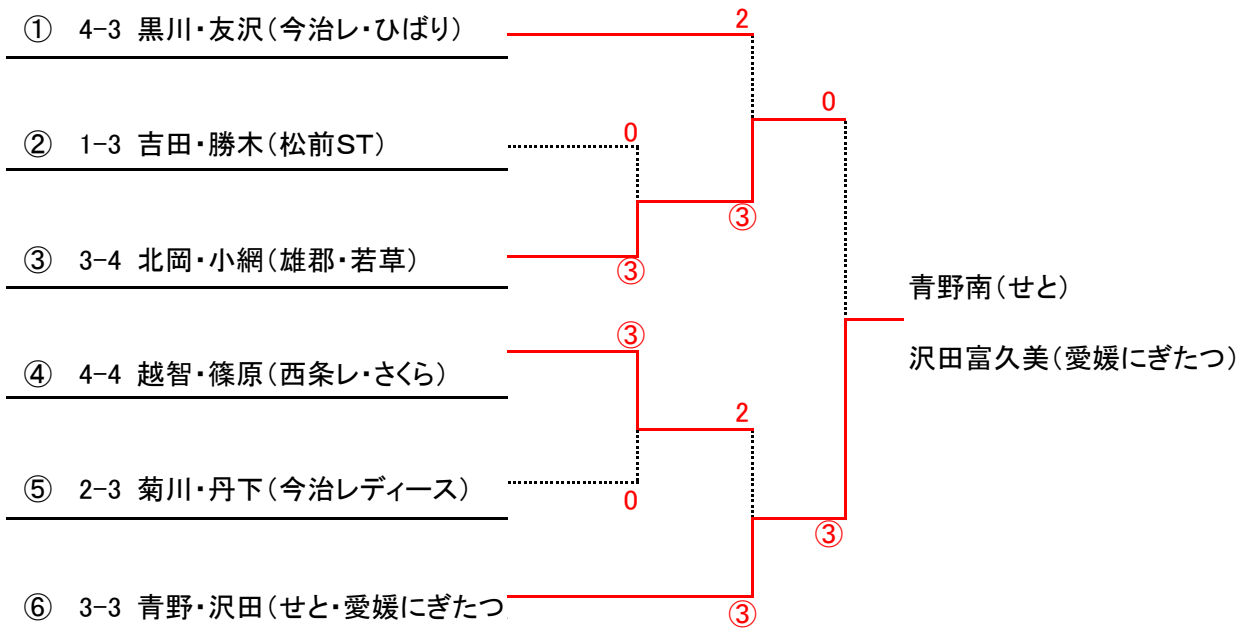 ① 4-3 黒川・友沢(今治レ・ひばり)
2
0
② 1-3 吉田・勝木(松前ST)
0
③
③ 3-4 北岡・小網(雄郡・若草)
③
青野南(せと)
③
沢田富久美(愛媛にぎたつ)
④ 4-4 越智・篠原(西条レ・さくら)
2
⑤ 2-3 菊川・丹下(今治レディース)
0
③
⑥ 3-3 青野・沢田(せと・愛媛にぎたつ
③